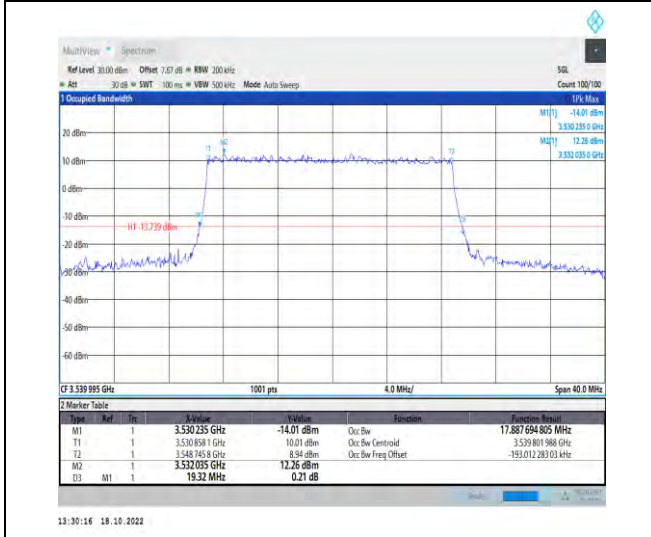 MultiView Spectrum
Ref Level 30.00 dBm Offset 7.67 dB RBW 200 kHz SGL
Att 30 dB SWT 100 ms VBW 500 kHz Mode Auto Sweep Count 100/100
1 Occupied Bandwidth 1Pk Max
M1[1] -14.01 dBm
3.530 235 0 GHz
M2[1] 12.26 dBm
3.532 035 0 GHz
20 dBm
T1 M2 T2
10 dBm
0 dBm
-10 dBm
H1 -13.739 dBm
-20 dBm
-30 dBm
-40 dBm
-50 dBm
-60 dBm
CF 3.539 995 GHz 1001 pts 4.0 MHz/ Span 40.0 MHz
2 Marker Table
Type Ref Trc X-Value Y-Value Function Function Result
M1 1 3.530 235 GHz -14.01 dBm Occ Bw 17.887 694 805 MHz
T1 1 3.530 858 1 GHz 10.01 dBm Occ Bw Centroid 3.539 801 988 GHz
T2 1 3.548 745 8 GHz 8.94 dBm Occ Bw Freq Offset -193.012 283 03 kHz
M2 1 3.532 035 GHz 12.26 dBm
D3 M1 1 19.32 MHz 0.21 dB
13:30:16 18.10.2022